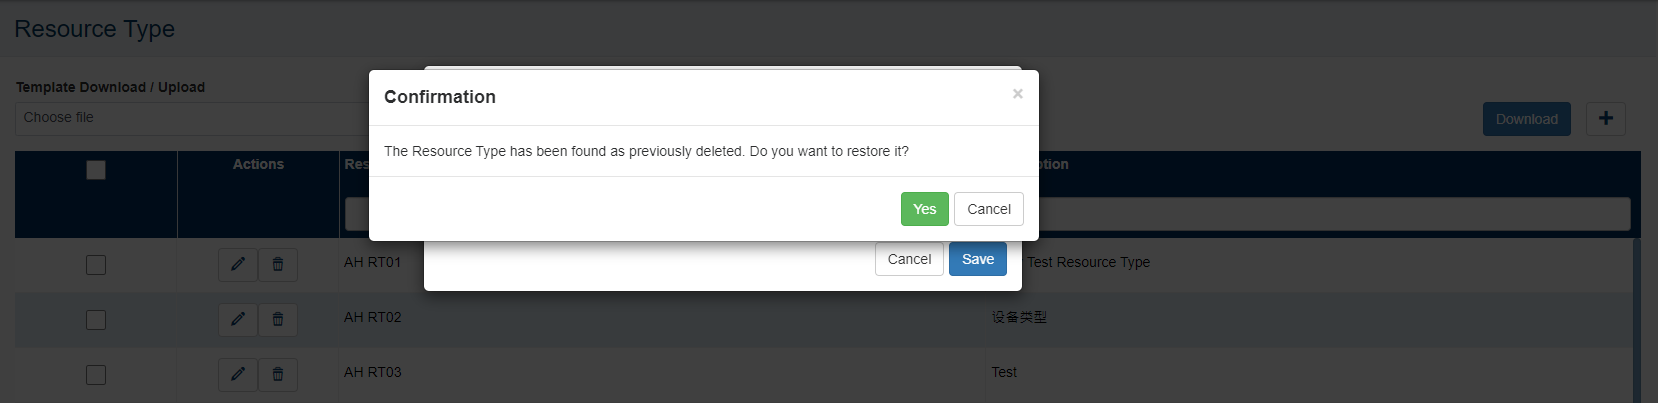 Resource Type
Template Download / Upload
Choose file
Download
Confirmation
×
The Resource Type has been found as previously deleted. Do you want to restore it?
Yes
Cancel
Actions
Cancel
Save
AH RT01
Test Resource Type
AH RT02
设备类型
AH RT03
Test